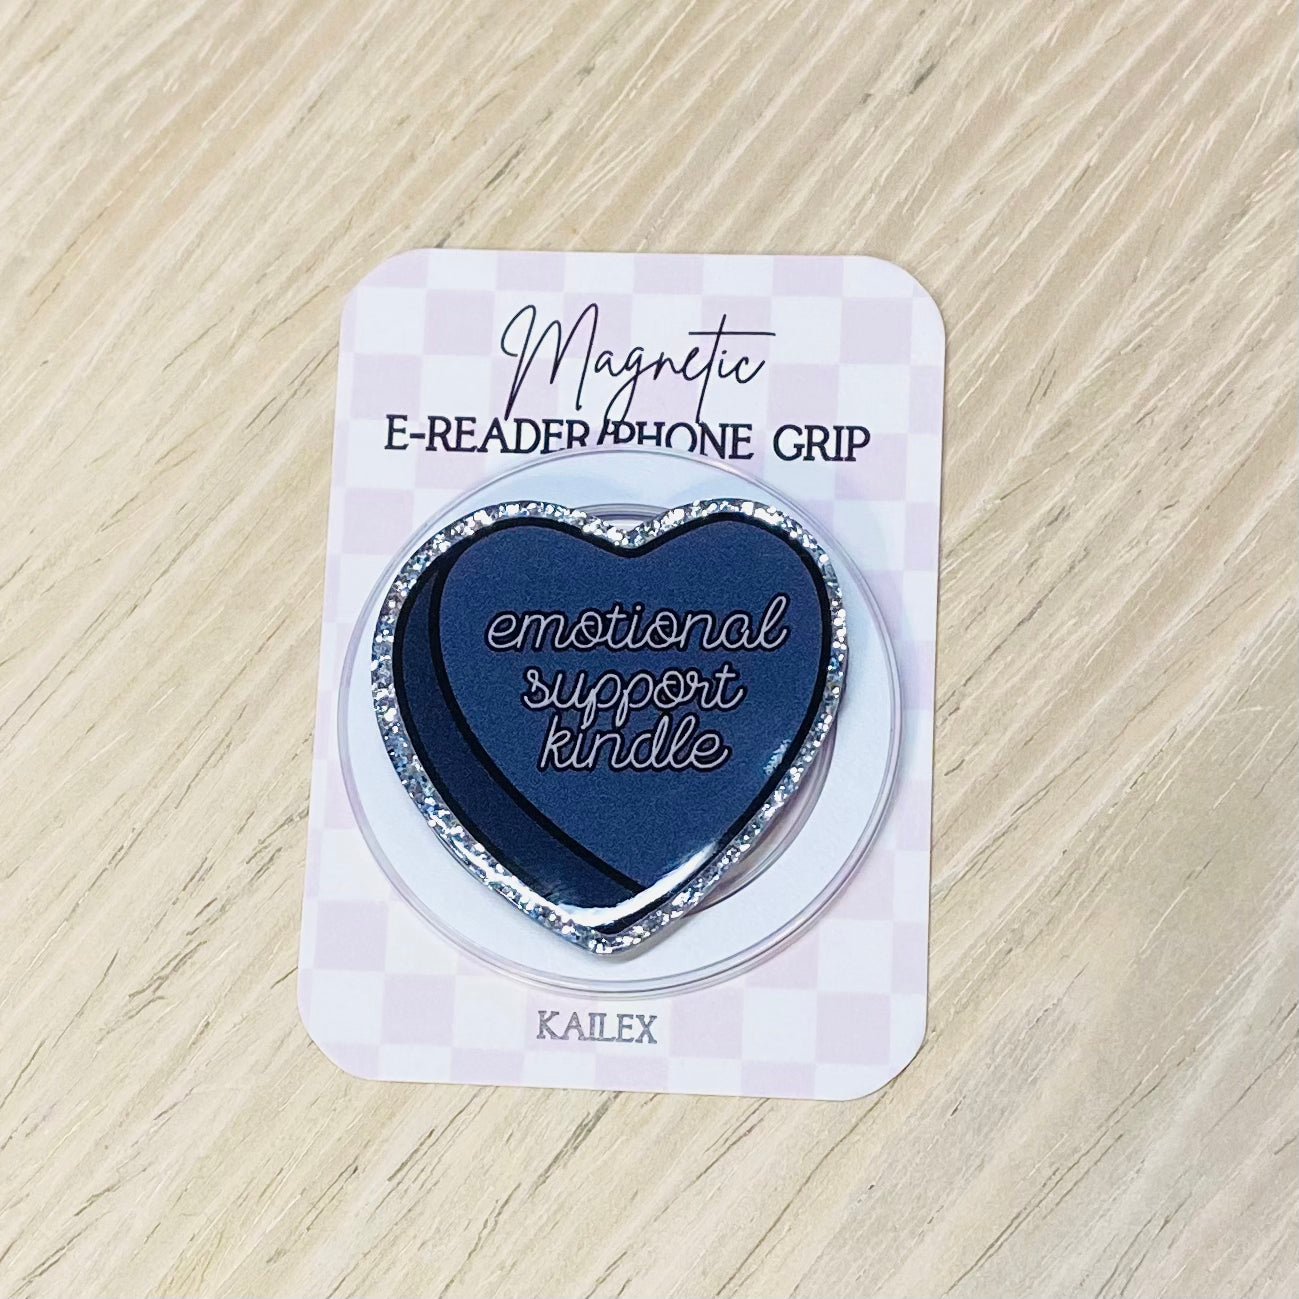 Magnetic
E-READER/PHONE GRIP
emotional
support
kindle
KAILEX